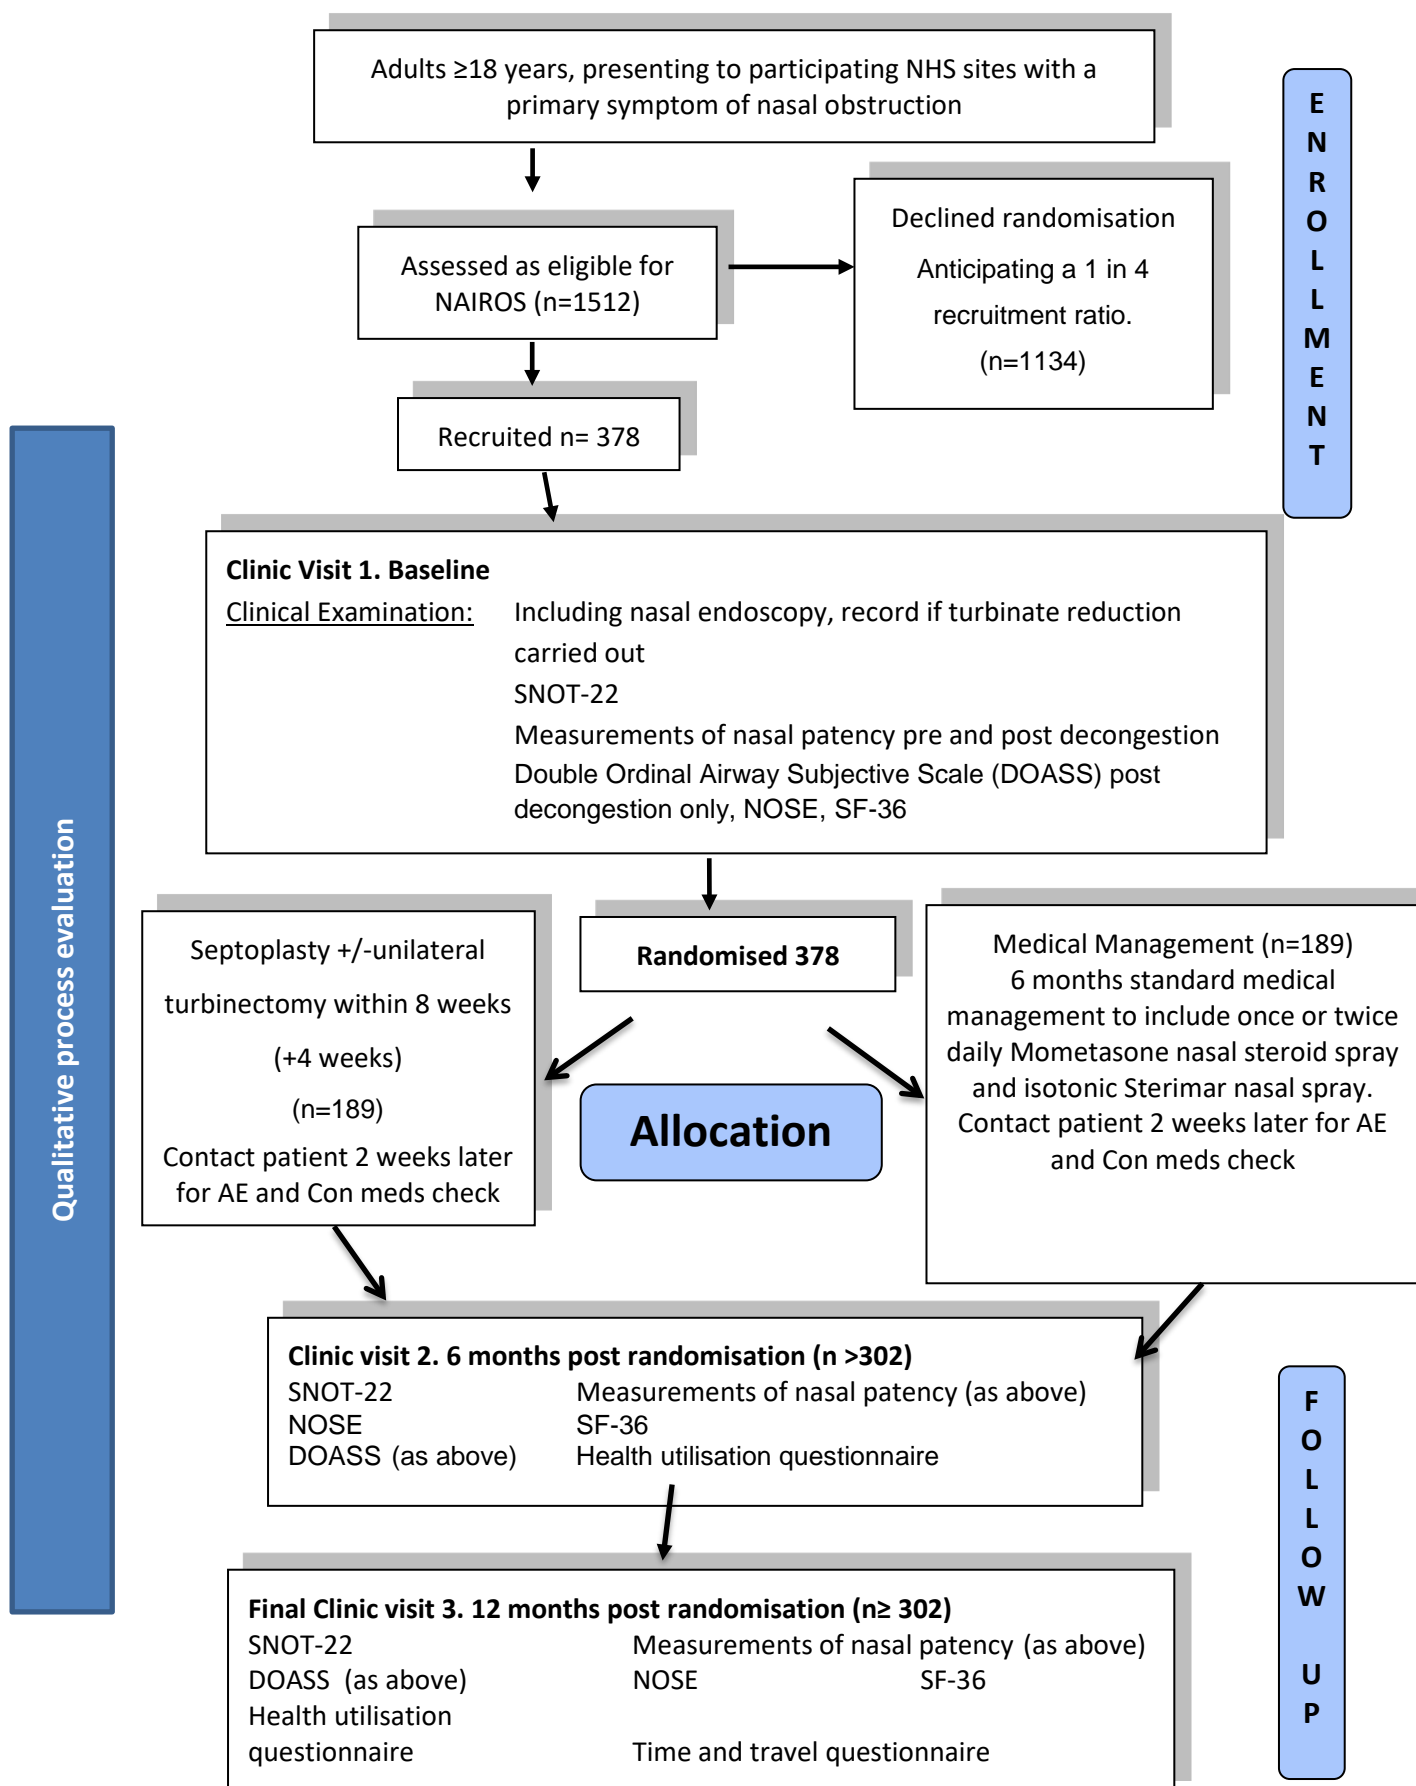 Adults ≥18 years, presenting to participating NHS sites with a
primary symptom of nasal obstruction
ENROLLMENT
Assessed as eligible for
NAIROS (n=1512)
Declined randomisation
Anticipating a 1 in 4
recruitment ratio.
(n=1134)
Recruited n= 378
Qualitative process evaluation
Clinic Visit 1. Baseline
Clinical Examination: Including nasal endoscopy, record if turbinate reduction
carried out
SNOT-22
Measurements of nasal patency pre and post decongestion
Double Ordinal Airway Subjective Scale (DOASS) post
decongestion only, NOSE, SF-36
Septoplasty +/-unilateral
turbinectomy within 8 weeks
(+4 weeks)
(n=189)
Contact patient 2 weeks later
for AE and Con meds check
Randomised 378
Allocation
Medical Management (n=189)
6 months standard medical
management to include once or twice
daily Mometasone nasal steroid spray
and isotonic Sterimar nasal spray.
Contact patient 2 weeks later for AE
and Con meds check
Clinic visit 2. 6 months post randomisation (n >302)
SNOT-22 Measurements of nasal patency (as above)
NOSE SF-36
DOASS (as above) Health utilisation questionnaire
FOLLOW UP
Final Clinic visit 3. 12 months post randomisation (n≥ 302)
SNOT-22 Measurements of nasal patency (as above)
DOASS (as above) NOSE SF-36
Health utilisation
questionnaire Time and travel questionnaire